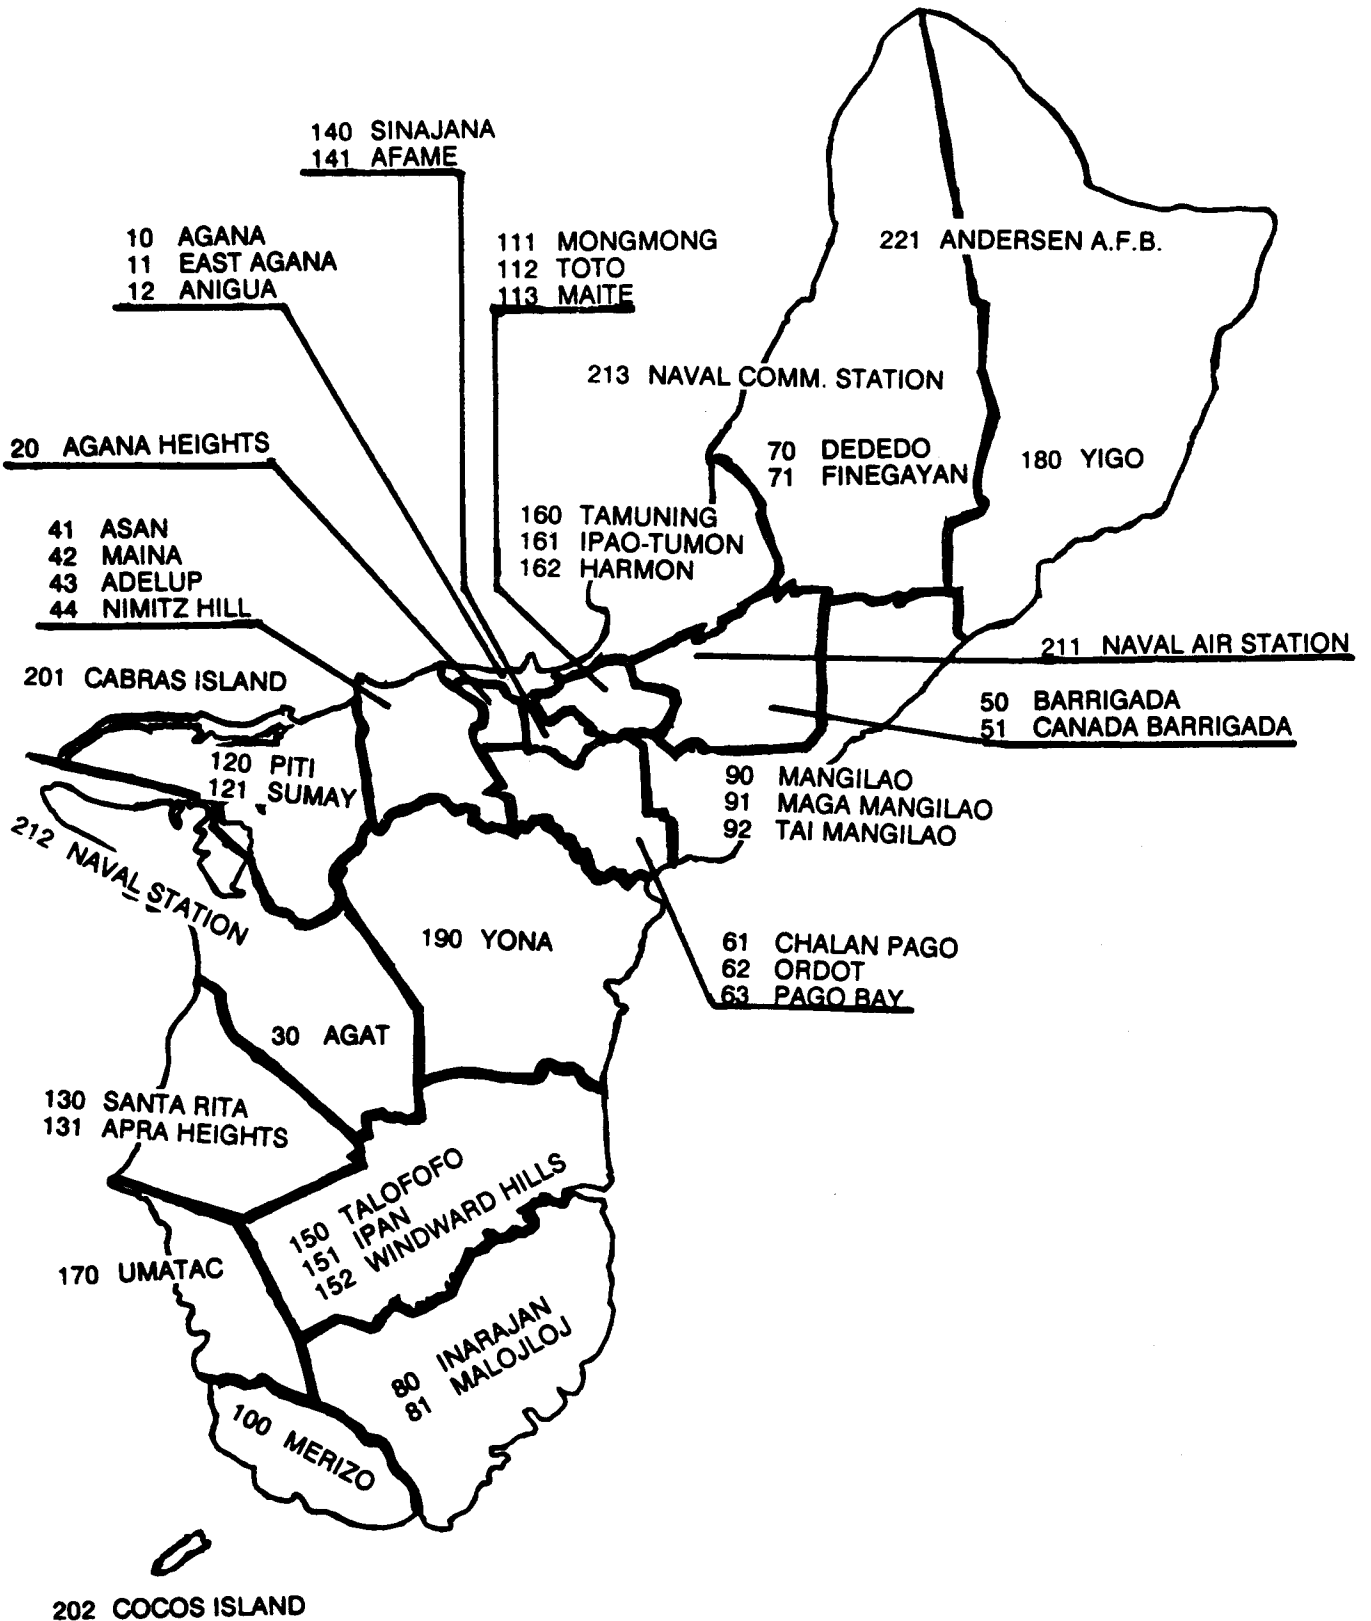 140 SINAJANA
141 AFAME
10 AGANA
11 EAST AGANA
12 ANIGUA
111 MONGMONG
112 TOTO
113 MAITE
221 ANDERSEN A.F.B.
213 NAVAL COMM. STATION
20 AGANA HEIGHTS
70 DEDEDO
71 FINEGAYAN
180 YIGO
41 ASAN
42 MAINA
43 ADELUP
44 NIMITZ HILL
160 TAMUNING
161 IPAO-TUMON
162 HARMON
211 NAVAL AIR STATION
201 CABRAS ISLAND
50 BARRIGADA
51 CANADA BARRIGADA
120 PITI
121 SUMAY
90 MANGILAO
91 MAGA MANGILAO
92 TAI MANGILAO
212 NAVAL STATION
190 YONA
61 CHALAN PAGO
62 ORDOT
63 PAGO BAY
30 AGAT
130 SANTA RITA
131 APRA HEIGHTS
150 TALOFOFO
151 IPAN
152 WINDWARD HILLS
170 UMATAC
80 INARAJAN
81 MALOJLOJ
100 MERIZO
202 COCOS ISLAND